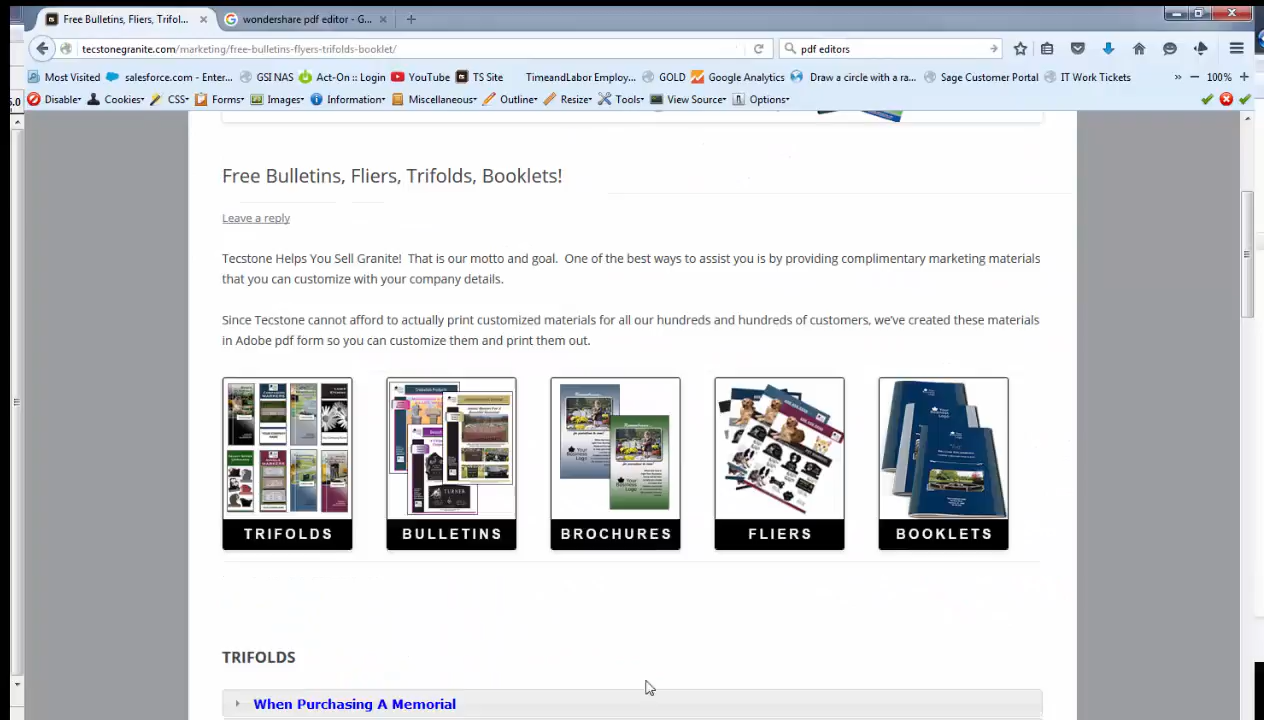 Free Bulletins, Fliers, Trifol...
wondershare pdf editor - G...
tecstonegranite.com/marketing/free-bulletins-flyers-trifolds-booklet/
pdf editors
Most Visited salesforce.com - Enter... GSI NAS Act-On :: Login YouTube TS Site TimeandLabor Employ... GOLD Google Analytics Draw a circle with a ra... Sage Customer Portal IT Work Tickets » 100%
Disable Cookies CSS Forms Images Information Miscellaneous Outline Resize Tools View Source Options
Free Bulletins, Fliers, Trifolds, Booklets!
Leave a reply
Tecstone Helps You Sell Granite! That is our motto and goal. One of the best ways to assist you is by providing complimentary marketing materials
that you can customize with your company details.
Since Tecstone cannot afford to actually print customized materials for all our hundreds and hundreds of customers, we've created these materials
in Adobe pdf form so you can customize them and print them out.
TRIFOLDS
BULLETINS
BROCHURES
FLIERS
BOOKLETS
TRIFOLDS
When Purchasing A Memorial